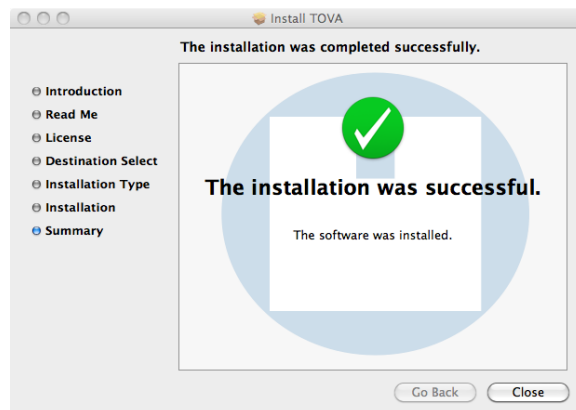 Install TOVA
The installation was completed successfully.
Introduction
Read Me
License
Destination Select
Installation Type
Installation
Summary
The installation was successful.
The software was installed.
Go Back
Close